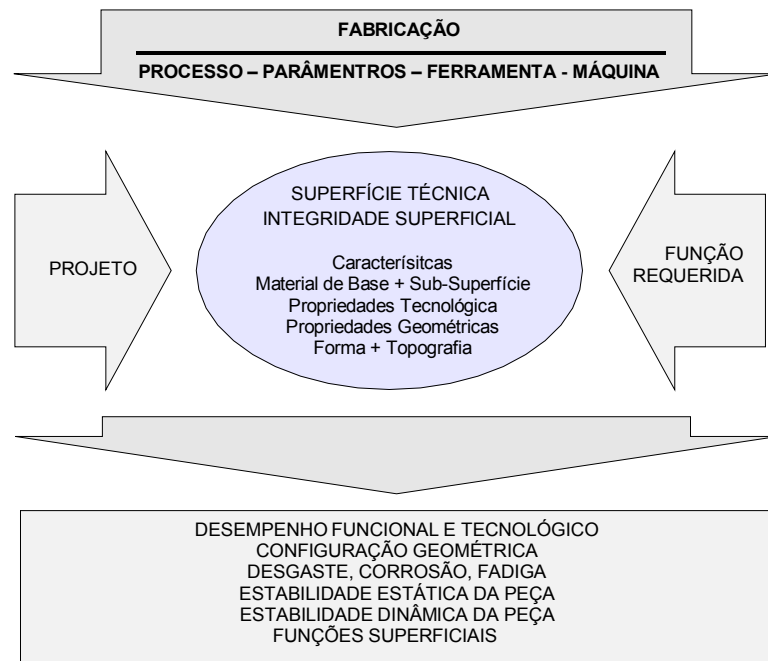 FABRICAÇÃO
PROCESSO – PARÂMENTROS – FERRAMENTA - MÁQUINA
SUPERFÍCIE TÉCNICA
INTEGRIDADE SUPERFICIAL
Caracterísitcas
Material de Base + Sub-Superfície
Propriedades Tecnológica
Propriedades Geométricas
Forma + Topografia
PROJETO
FUNÇÃO
REQUERIDA
DESEMPENHO FUNCIONAL E TECNOLÓGICO
CONFIGURAÇÃO GEOMÉTRICA
DESGASTE, CORROSÃO, FADIGA
ESTABILIDADE ESTÁTICA DA PEÇA
ESTABILIDADE DINÂMICA DA PEÇA
FUNÇÕES SUPERFICIAIS